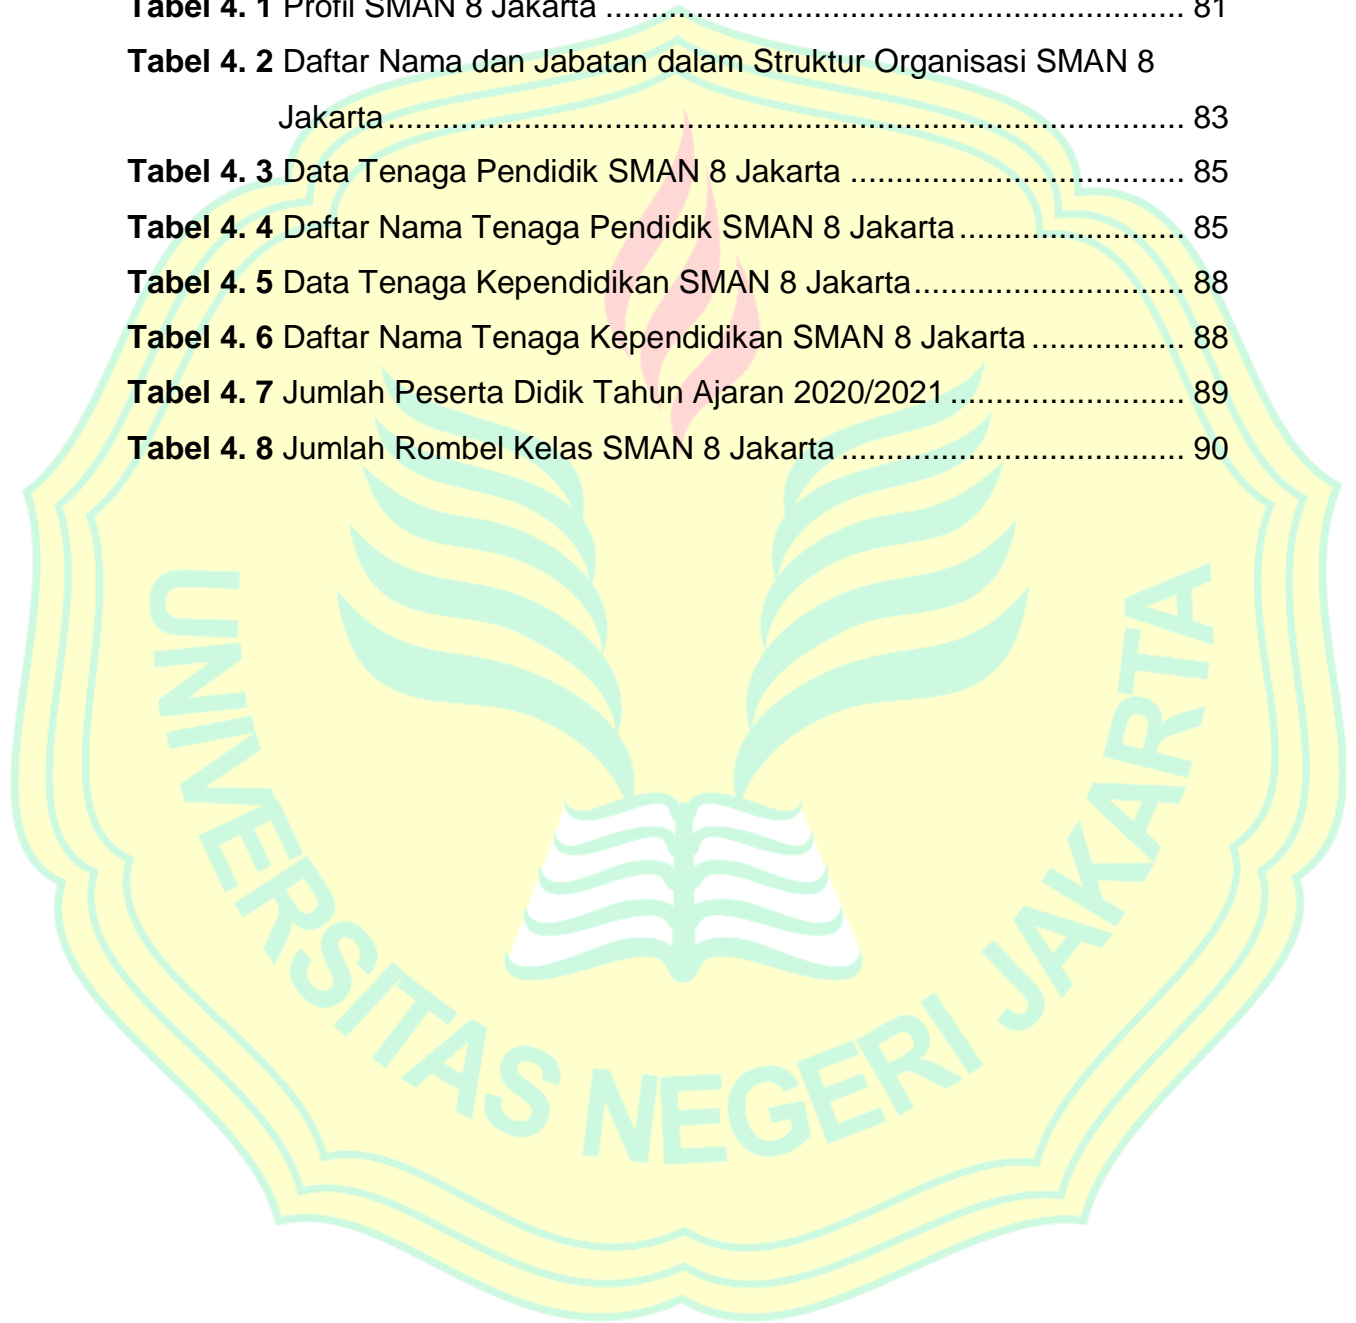 Tabel 4. 1 Profil SMAN 8 Jakarta ................................................................ 81
Tabel 4. 2 Daftar Nama dan Jabatan dalam Struktur Organisasi SMAN 8
Jakarta ........................................................................................ 83
Tabel 4. 3 Data Tenaga Pendidik SMAN 8 Jakarta ..................................... 85
Tabel 4. 4 Daftar Nama Tenaga Pendidik SMAN 8 Jakarta ......................... 85
Tabel 4. 5 Data Tenaga Kependidikan SMAN 8 Jakarta .............................. 88
Tabel 4. 6 Daftar Nama Tenaga Kependidikan SMAN 8 Jakarta ................. 88
Tabel 4. 7 Jumlah Peserta Didik Tahun Ajaran 2020/2021 .......................... 89
Tabel 4. 8 Jumlah Rombel Kelas SMAN 8 Jakarta ...................................... 90
UNIVERSITAS NEGERI JAKARTA